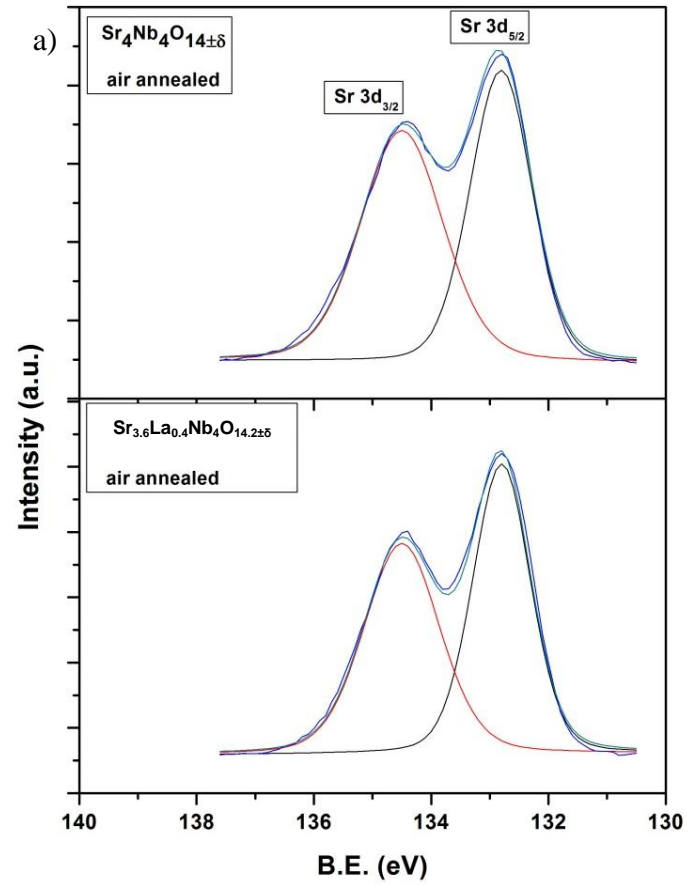 a)
Sr₄Nb₄O₁₄±δ
air annealed
Sr 3d₅/₂
Sr 3d₃/₂
Sr₃.₆La₀.₄Nb₄O₁₄.₂±δ
air annealed
Intensity (a.u.)
140 138 136 134 132 130
B.E. (eV)